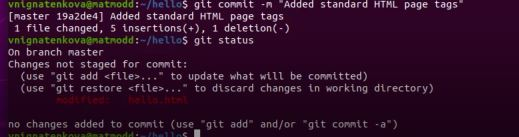 vnignatenkova@matmodd:~/hello$ git commit -m "Added standard HTML page tags"
[master 19a2de4] Added standard HTML page tags
1 file changed, 5 insertions(+), 1 deletion(-)
vnignatenkova@matmodd:~/hello$ git status
On branch master
Changes not staged for commit:
(use "git add <file>..." to update what will be committed)
(use "git restore <file>..." to discard changes in working directory)
modified: hello.html
no changes added to commit (use "git add" and/or "git commit -a")
vnignatenkova@matmodd:~/hello$